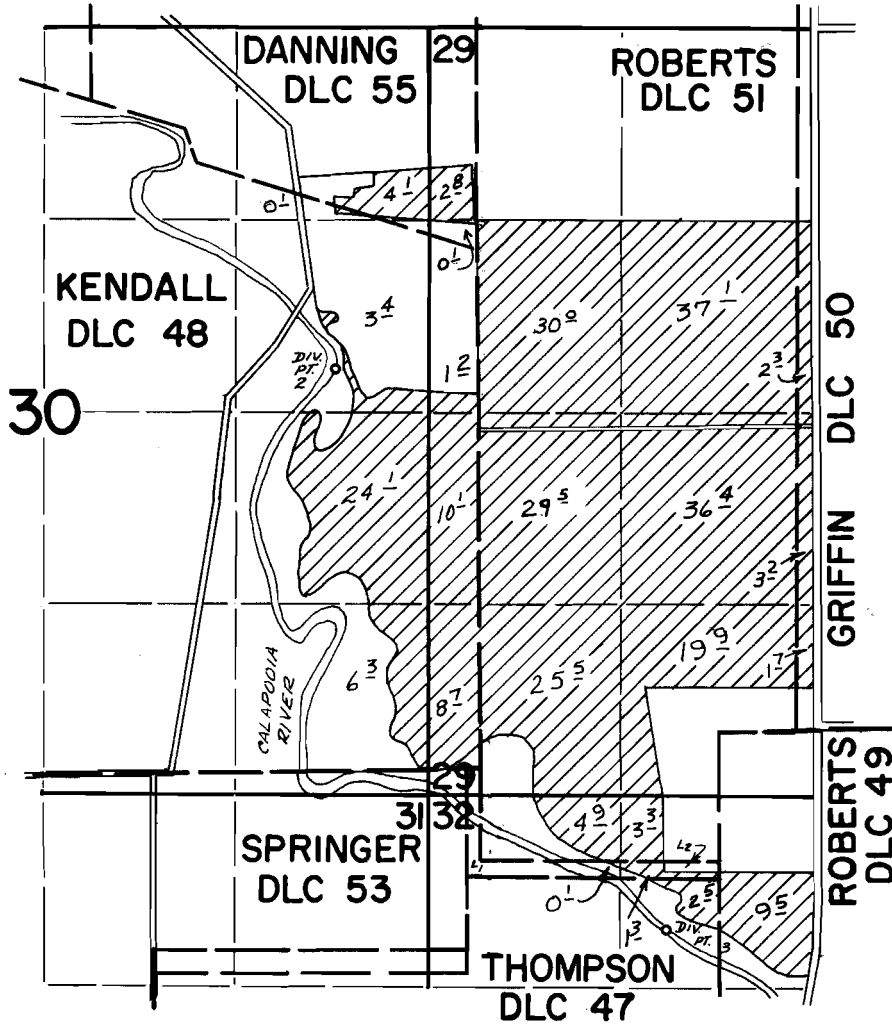 DANNING
DLC 55
29
ROBERTS
DLC 51
4 1
2 8
0 1
0 1
KENDALL
DLC 48
3 4
30 0
37 1
DIV.
PT.
2
1 2
2 3
30
GRIFFIN DLC 50
24 1
10 1
29 5
36 4
3 2
19 9
1 7
6 3
8 7
25 5
CALAPOOIA
RIVER
29
31 32
4 9
3 3
L2
ROBERTS
DLC 49
SPRINGER
DLC 53
L1
0 1
1 3
2 5
9 5
DIV.
PT. 3
THOMPSON
DLC 47